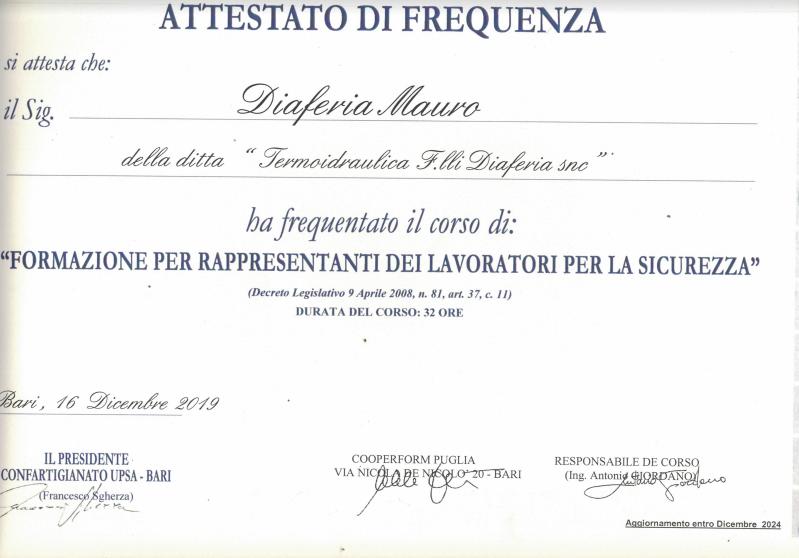 ATTESTATO DI FREQUENZA
si attesta che:
il Sig. Diaferia Mauro
della ditta “Termoidraulica F.lli Diaferia snc”
ha frequentato il corso di:
“FORMAZIONE PER RAPPRESENTANTI DEI LAVORATORI PER LA SICUREZZA”
(Decreto Legislativo 9 Aprile 2008, n. 81, art. 37, c. 11)
DURATA DEL CORSO: 32 ORE
Bari, 16 Dicembre 2019
IL PRESIDENTE
CONFARTIGIANATO UPSA - BARI
(Francesco Sgherza)
COOPERFORM PUGLIA
VIA NICOLA DE NICOLO' 20 - BARI
RESPONSABILE DE CORSO
(Ing. Antonio GIORDANO)
Aggiornamento entro Dicembre 2024